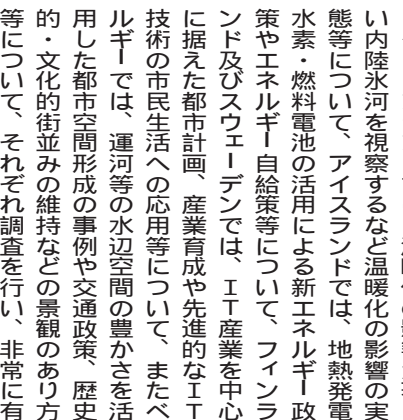 い内陸氷河を視察するなど温暖化の影響の実
態等について、アイスランドでは、地熱発電
水素・燃料電池の活用による新エネルギー政
策やエネルギー自給策等について、フィンラ
ンド及びスウェーデンでは、IT産業を中心
に据えた都市計画、産業育成や先進的なIT
技術の市民生活への応用等について、またベ
ルギーでは、運河等の水辺空間の豊かさを活
用した都市空間形成の事例や交通政策、歴史
的・文化的街並みの維持などの景観のあり方
等について、それぞれ調査を行い、非常に有